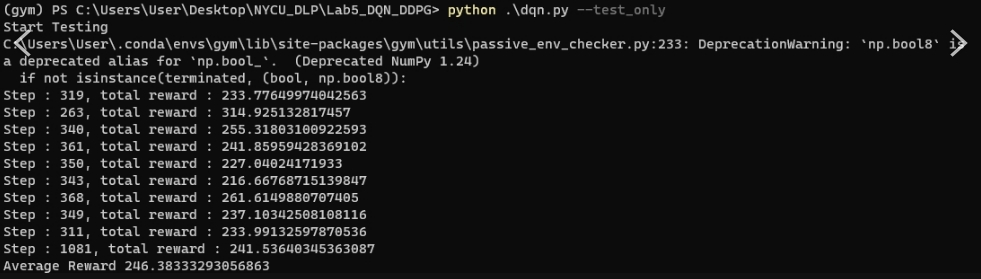 (gym) PS C:\Users\User\Desktop\NYCU_DLP\Lab5_DQN_DDPG> python .\dqn.py --test_only
Start Testing
C:\Users\User\.conda\envs\gym\lib\site-packages\gym\utils\passive_env_checker.py:233: DeprecationWarning: `np.bool8` is
a deprecated alias for `np.bool_`.  (Deprecated NumPy 1.24)
  if not isinstance(terminated, (bool, np.bool8)):
Step : 319, total reward : 233.77649974042563
Step : 263, total reward : 314.925132817457
Step : 340, total reward : 255.31803100922593
Step : 361, total reward : 241.85959428369102
Step : 350, total reward : 227.04024171933
Step : 343, total reward : 216.66768715139847
Step : 368, total reward : 261.6149880707405
Step : 349, total reward : 237.10342508108116
Step : 311, total reward : 233.99132597870536
Step : 1081, total reward : 241.53640345363087
Average Reward 246.38333293056863